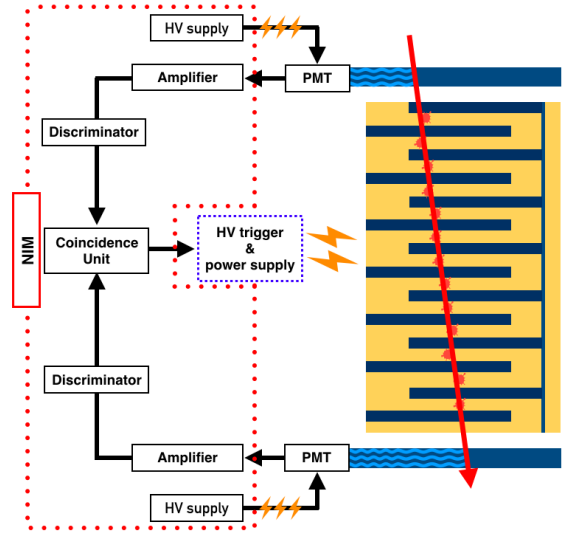 HV supply
Amplifier
PMT
Discriminator
NIM
Coincidence
Unit
HV trigger
&
power supply
Discriminator
Amplifier
PMT
HV supply